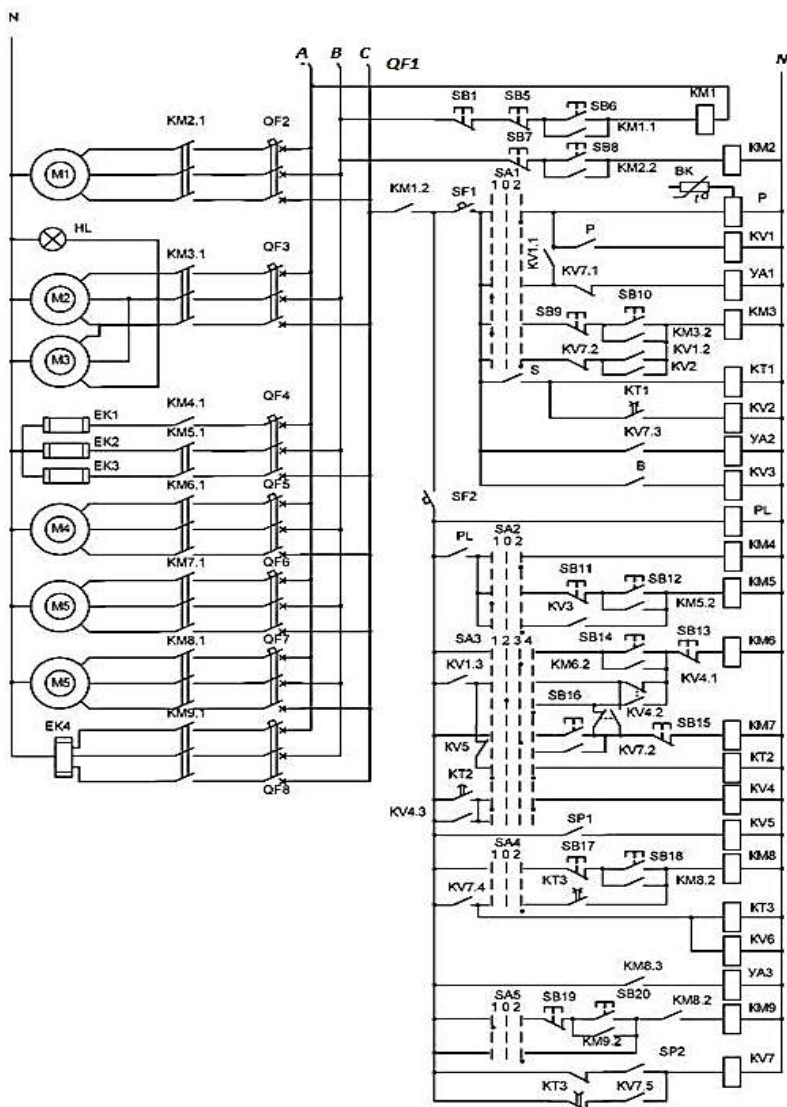 N
A B C QF1
N
KM1
SB1 SB5 SB6
KM1.1
KM2.1 QF2
SB7 SB8
KM2
KM2.2
M1
SA1
1 0 2
BK
t°
KM1.2 SF1
P
HL
P
KV1
KM3.1 QF3
KV1.1
KV7.1
УA1
M2
SB9 SB10
KM3
KM3.2
M3
KV7.2
KV1.2
KV2
S
KT1
QF4
KT1
KV2
EK1 KM4.1
KV7.3
УA2
EK2 KM5.1
B
KV3
EK3
KM6.1 QF5
SF2
PL
M4
PL
SA2
1 0 2
KM4
KM7.1 QF6
SB11 SB12
KM5
M5
KV3
KM5.2
KM8.1 QF7
SA3
1 2 3 4
SB14 SB13
KM6
M5
KV1.3
KM6.2
KV4.1
SB16
KV4.2
KM9.1
SB15
KM7
EK4
KV5
KV7.2
KT2
KT2
QF8
KV4
KV4.3
SP1
KV5
SA4
1 0 2
SB17
SB18
KM8
KV7.4
KT3
KM8.2
KT3
KV6
KM8.3
УA3
SA5
1 0 2
SB19 SB20
KM8.2
KM9
KM9.2
SP2
KV7
KT3
KV7.5